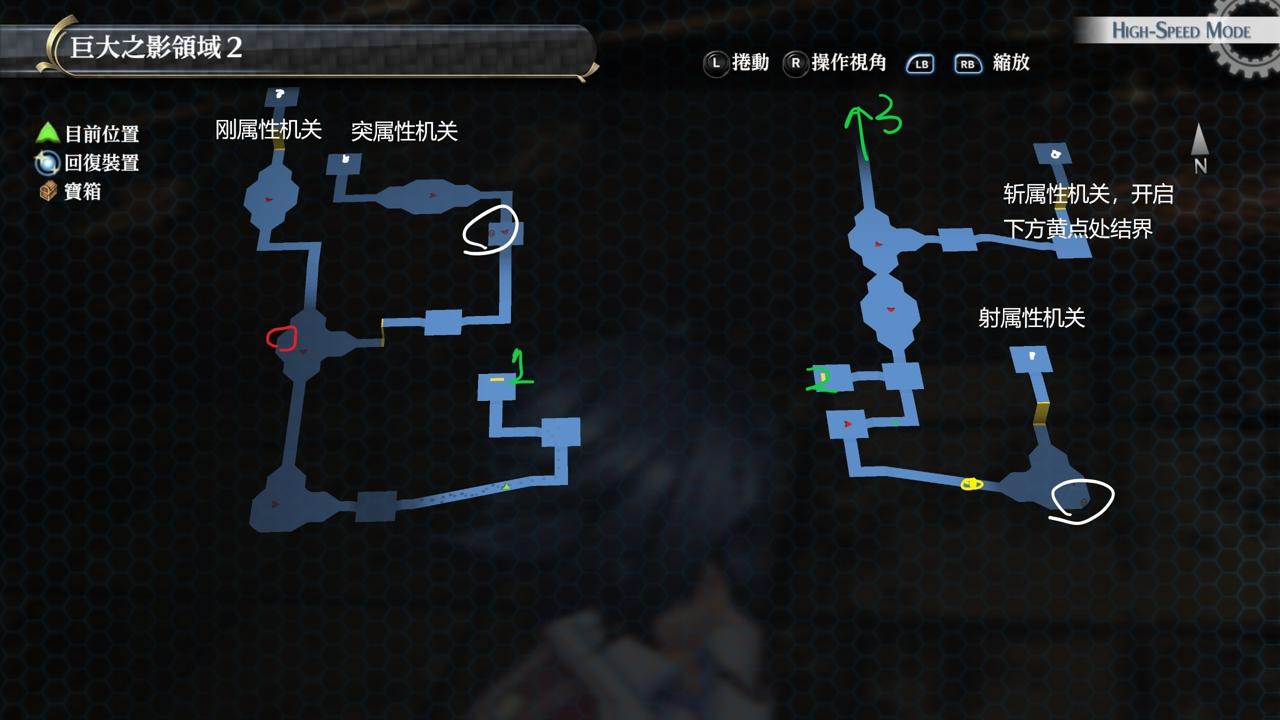 巨大之影領域2
HIGH-SPEED MODE
L 捲動 R 操作視角 LB RB 縮放
目前位置
回復裝置
寶箱
N
刚属性机关
突属性机关
3
斩属性机关，开启
下方黄点处结界
射属性机关
1
2